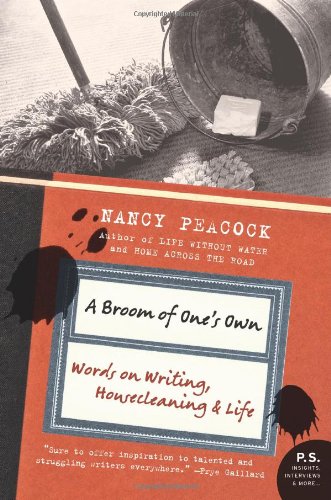 NANCY PEACOCK
Author of LIFE WITHOUT WATER
and HOME ACROSS THE ROAD
A Broom of One's Own
Words on Writing,
Housecleaning & Life
"Sure to offer inspiration to talented and
struggling writers everywhere." —Frye Gaillard
P.S.
INSIGHTS,
INTERVIEWS
& MORE...